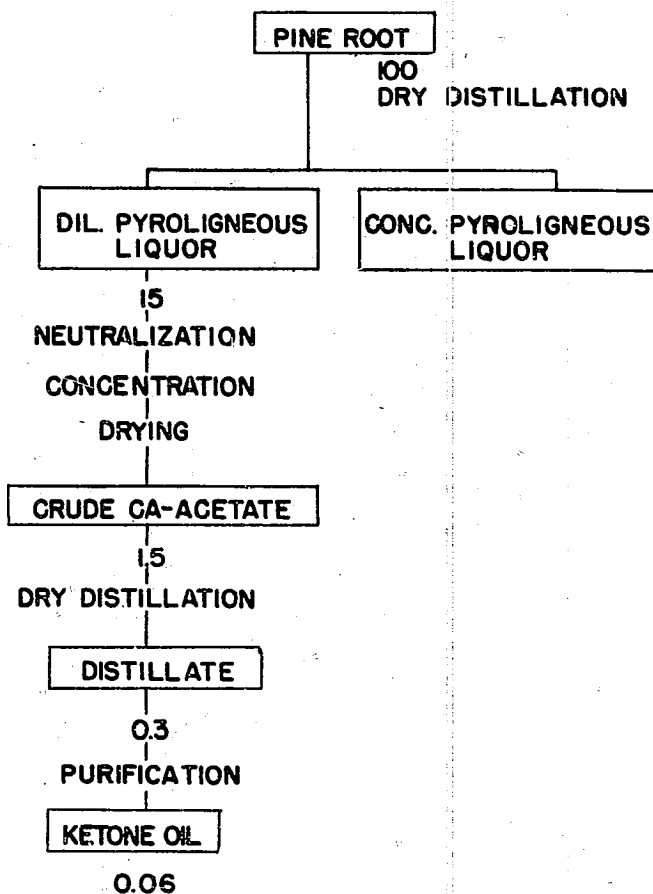 PINE ROOT
100
DRY DISTILLATION
DIL. PYROLIGNEOUS
LIQUOR
CONC. PYROLIGNEOUS
LIQUOR
15
NEUTRALIZATION
CONCENTRATION
DRYING
CRUDE CA-ACETATE
1.5
DRY DISTILLATION
DISTILLATE
0.3
PURIFICATION
KETONE OIL
0.06